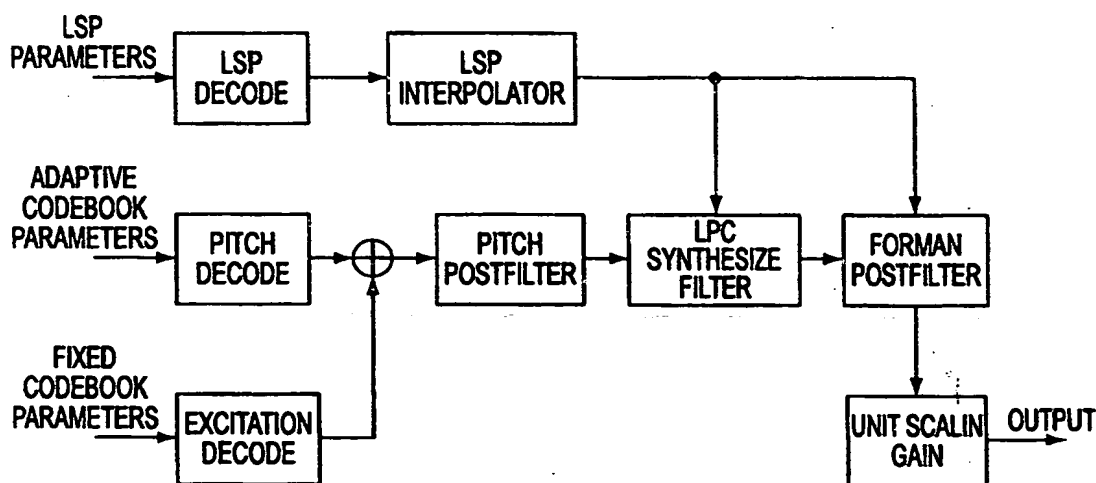 LSP
PARAMETERS
LSP
DECODE
LSP
INTERPOLATOR
ADAPTIVE
CODEBOOK
PARAMETERS
PITCH
DECODE
PITCH
POSTFILTER
LPC
SYNTHESIZE
FILTER
FORMAN
POSTFILTER
FIXED
CODEBOOK
PARAMETERS
EXCITATION
DECODE
UNIT SCALIN
GAIN
OUTPUT